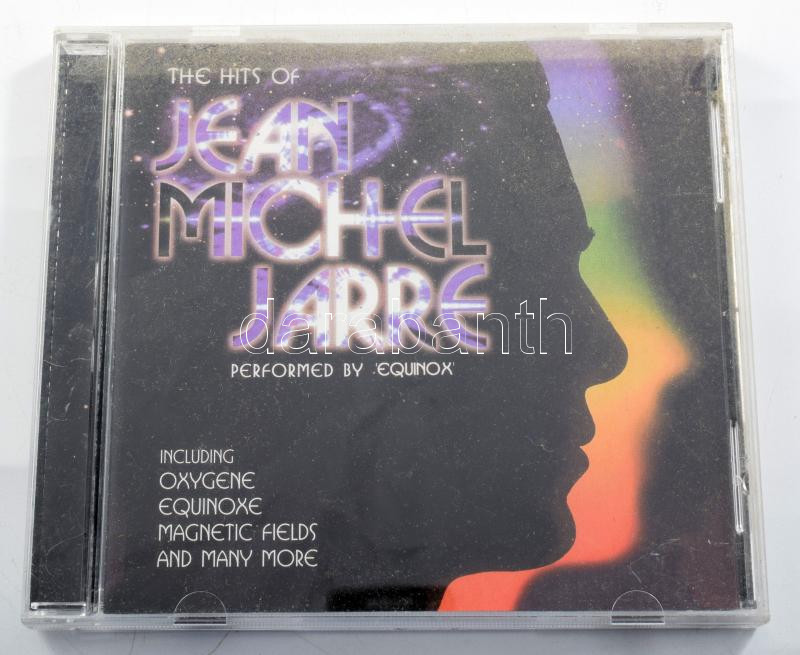 THE HITS OF
JEAN
MICHEL
JARRE
darabanth
PERFORMED BY 'EQUINOX'
INCLUDING
OXYGENE
EQUINOXE
MAGNETIC FIELDS
AND MANY MORE